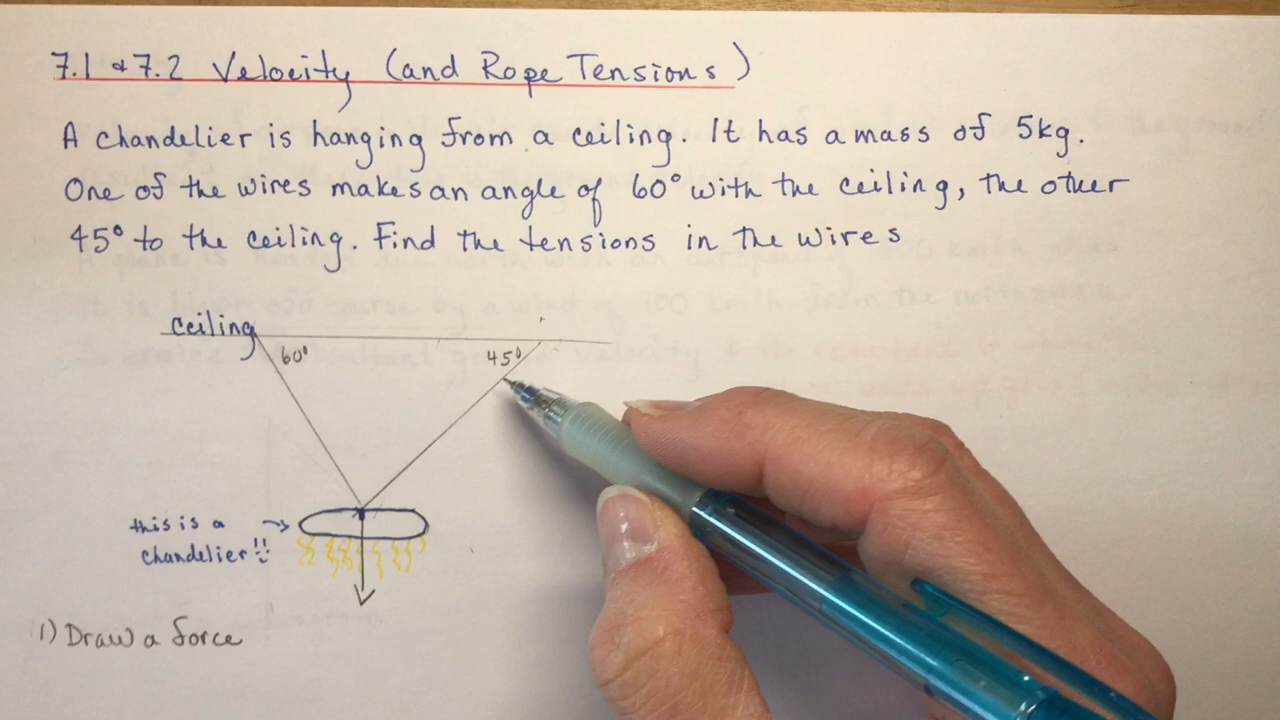 7.1 & 7.2 Velocity (and Rope Tensions)
A chandelier is hanging from a ceiling. It has a mass of 5kg.
One of the wires makes an angle of 60° with the ceiling, the other
45° to the ceiling. Find the tensions in the wires
ceiling
60° 45°
this is a
chandelier!!
1) Draw a force